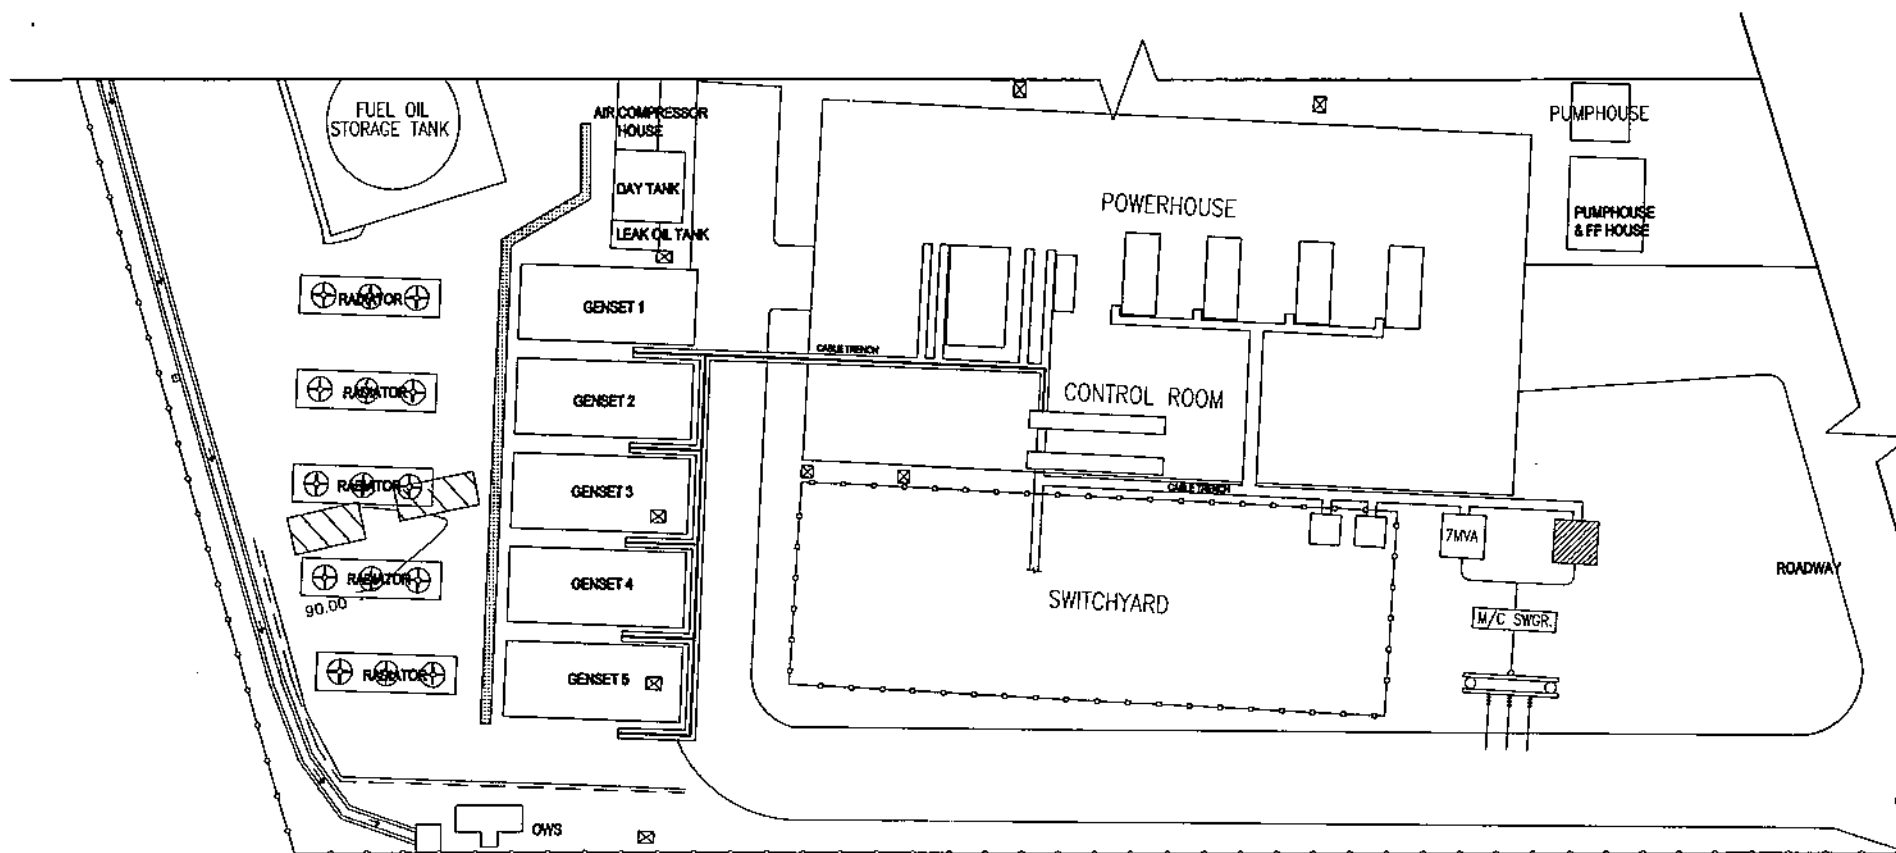 FUEL OIL
STORAGE TANK
AIR COMPRESSOR
HOUSE
DAY TANK
LEAK OIL TANK
PUMPHOUSE
PUMPHOUSE
& FF HOUSE
POWERHOUSE
RADIATOR
GENSET 1
CABLE TRENCH
RADIATOR
GENSET 2
CONTROL ROOM
RADIATOR
GENSET 3
CABLE TRENCH
7MVA
RADIATOR
90.00
GENSET 4
SWITCHYARD
ROADWAY
M/C SWGR.
RADIATOR
GENSET 5
OWS